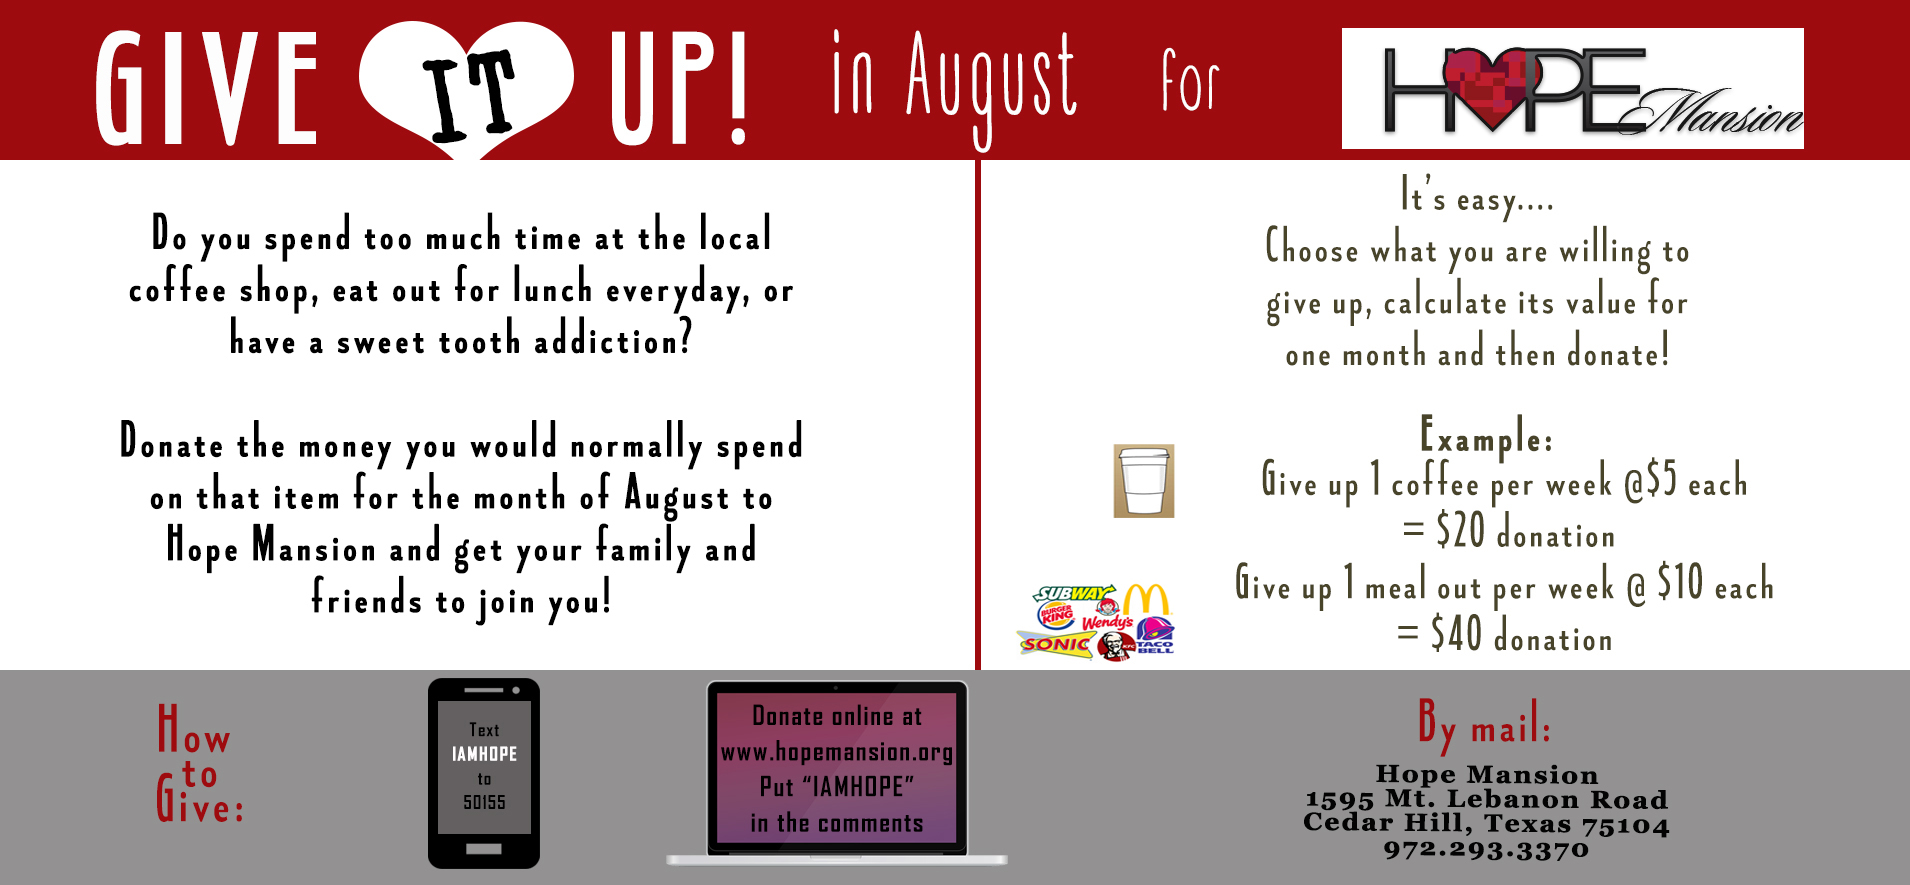 GIVE IT UP! in August for HOPE Mansion
Do you spend too much time at the local
coffee shop, eat out for lunch everyday, or
have a sweet tooth addiction?
Donate the money you would normally spend
on that item for the month of August to
Hope Mansion and get your family and
friends to join you!
It's easy....
Choose what you are willing to
give up, calculate its value for
one month and then donate!
Example:
Give up 1 coffee per week @$5 each
= $20 donation
Give up 1 meal out per week @ $10 each
= $40 donation
SUBWAY
BURGER
KING
Wendy's
SONIC
KFC
TACO
BELL
How
to
Give:
Text
IAMHOPE
to
50155
Donate online at
www.hopemansion.org
Put “IAMHOPE”
in the comments
By mail:
Hope Mansion
1595 Mt. Lebanon Road
Cedar Hill, Texas 75104
972.293.3370